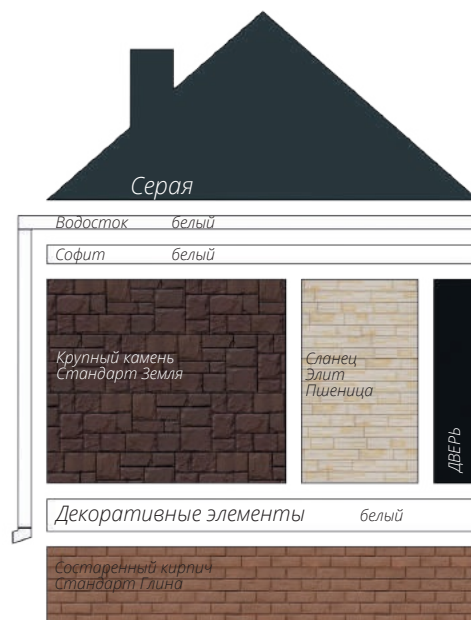 Серая
Водосток белый
Софит белый
Крупный камень
Стандарт Земля
Сланец
Элит
Пшеница
ДВЕРЬ
Декоративные элементы белый
Состаренный кирпич
Стандарт Глина